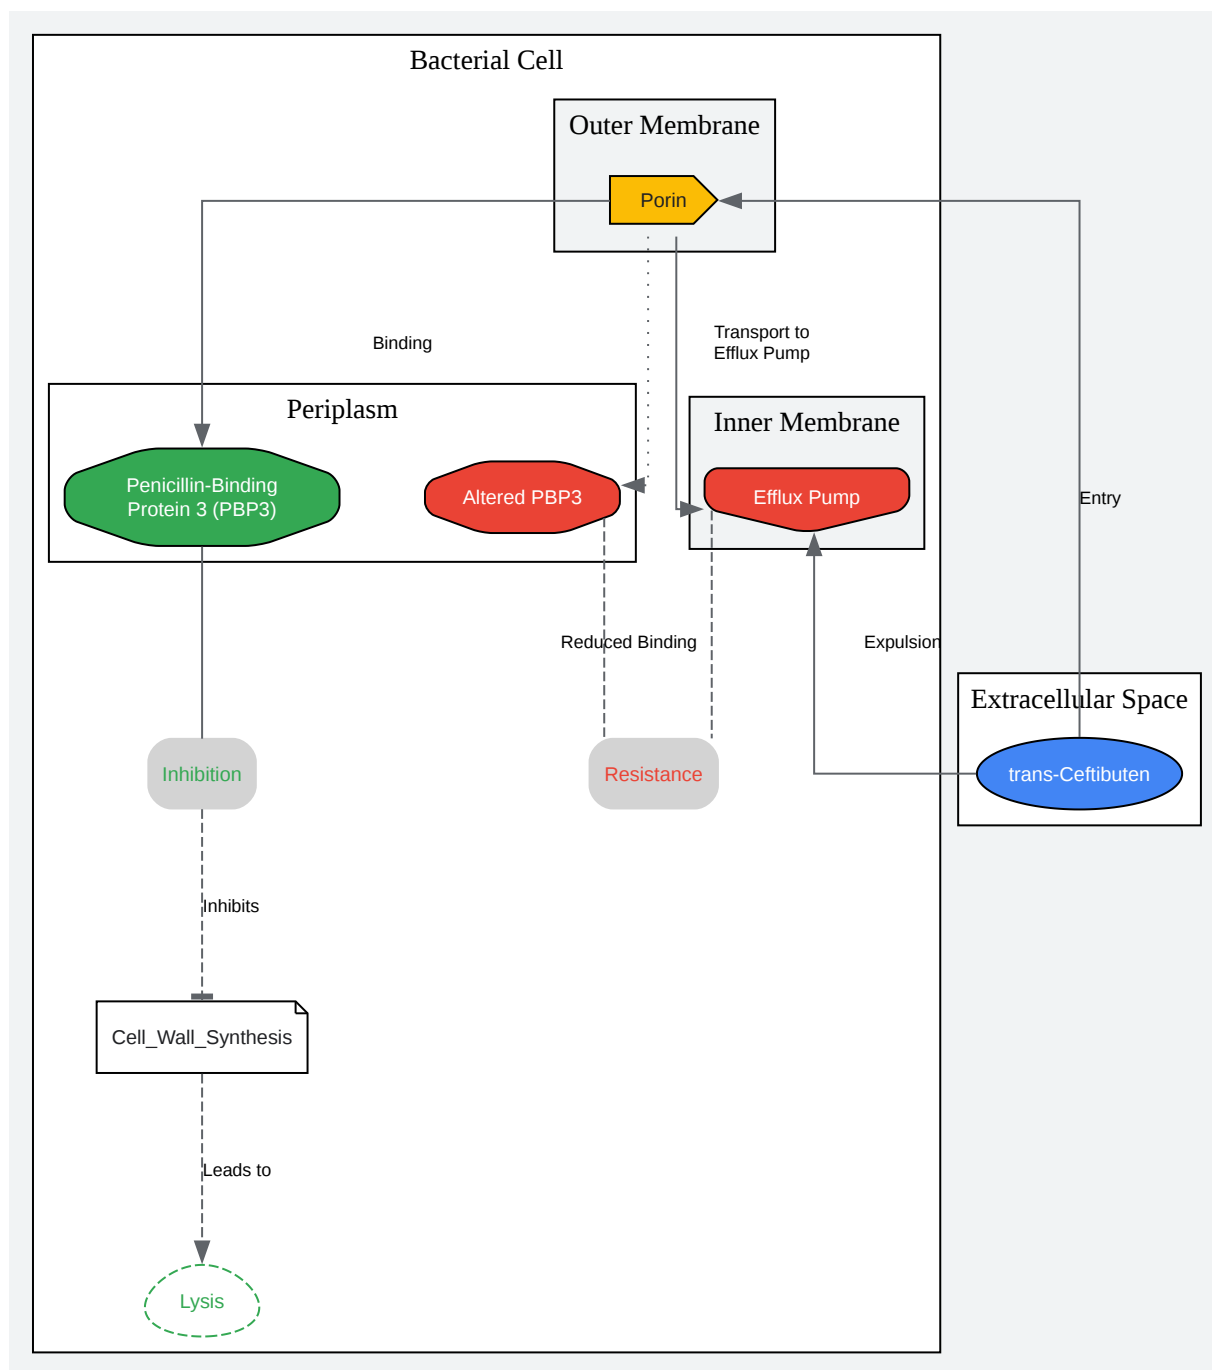 Bacterial Cell
Outer Membrane
Porin
Binding
Transport to
Efflux Pump
Periplasm
Inner Membrane
Penicillin-Binding
Protein 3 (PBP3)
Altered PBP3
Efflux Pump
Entry
Reduced Binding
Expulsion
Extracellular Space
Inhibition
Resistance
trans-Ceftibuten
Inhibits
Cell_Wall_Synthesis
Leads to
Lysis